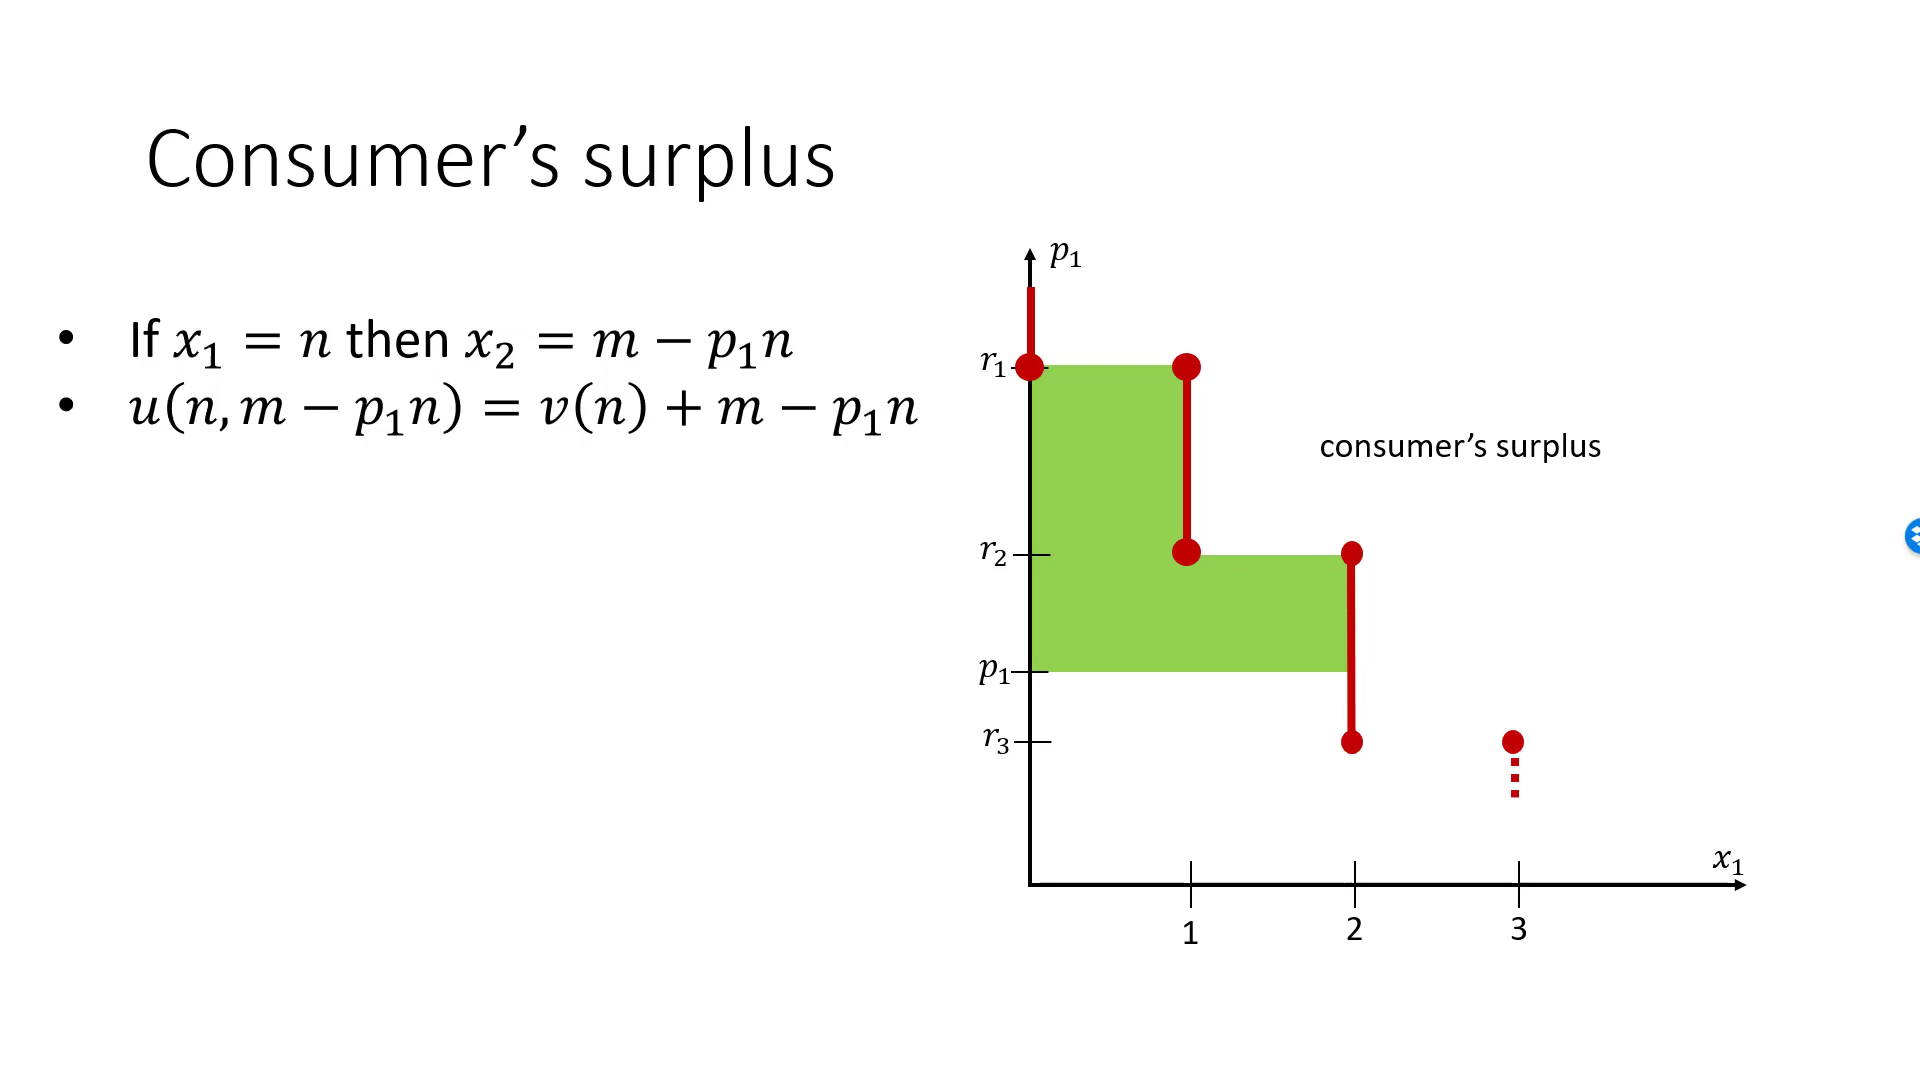 Consumer’s surplus
• If x₁ = n then x₂ = m − p₁n
• u(n, m − p₁n) = v(n) + m − p₁n
p₁
r₁
consumer’s surplus
r₂
p₁
r₃
x₁
1 2 3